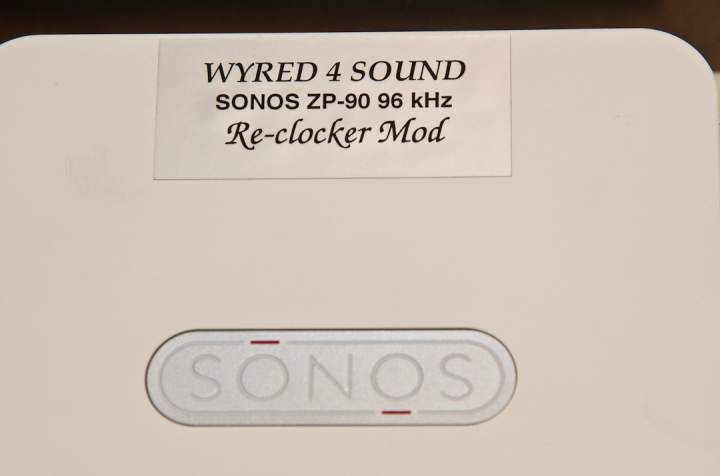 WYRED 4 SOUND
SONOS ZP-90 96 kHz
Re-clocker Mod
SONOS